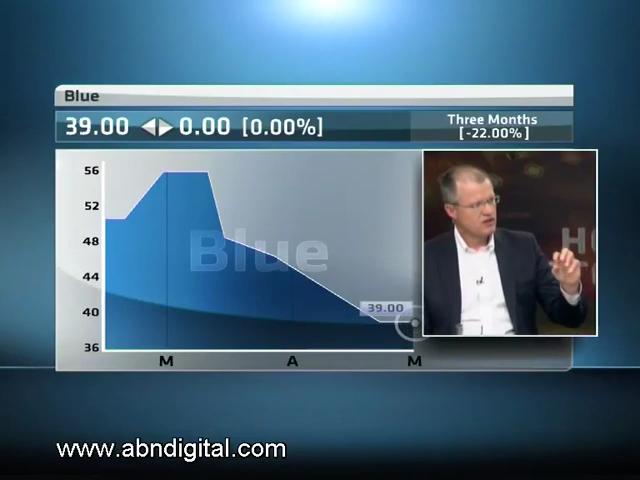 Blue
39.00 0.00 [0.00%]
Three Months
[-22.00%]
56
52
48
44
40
36
Blue
39.00
M A M
www.abndigital.com